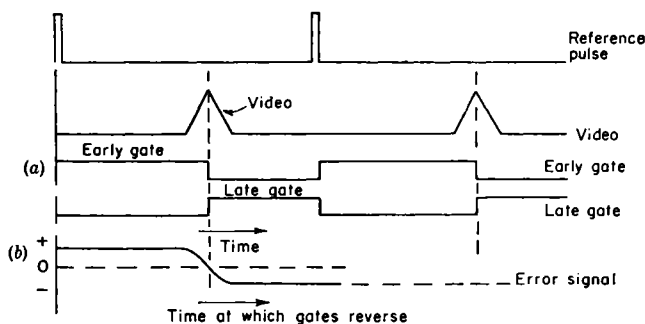 Reference
pulse
Video
Video
Early gate
(a)
Early gate
Late gate
Late gate
Time
(b)
+
0
−
Error signal
Time at which gates reverse